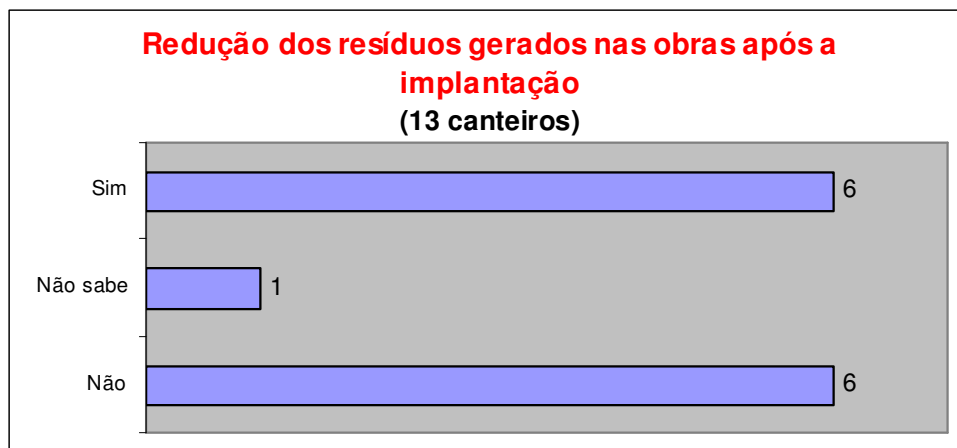 Redução dos resíduos gerados nas obras após a
implantação
(13 canteiros)
Sim
6
Não sabe
1
Não
6